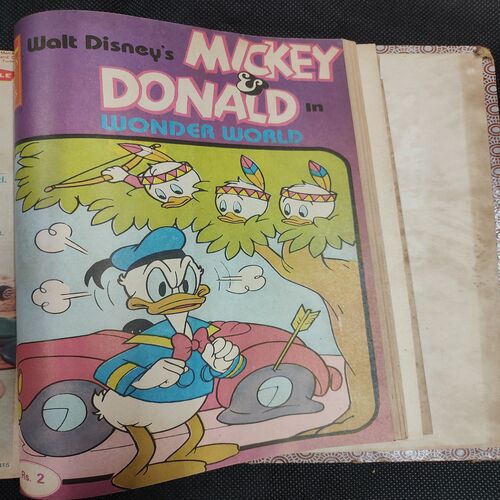 Walt Disney's MICKEY
&
DONALD in
WONDER WORLD
Rs. 2